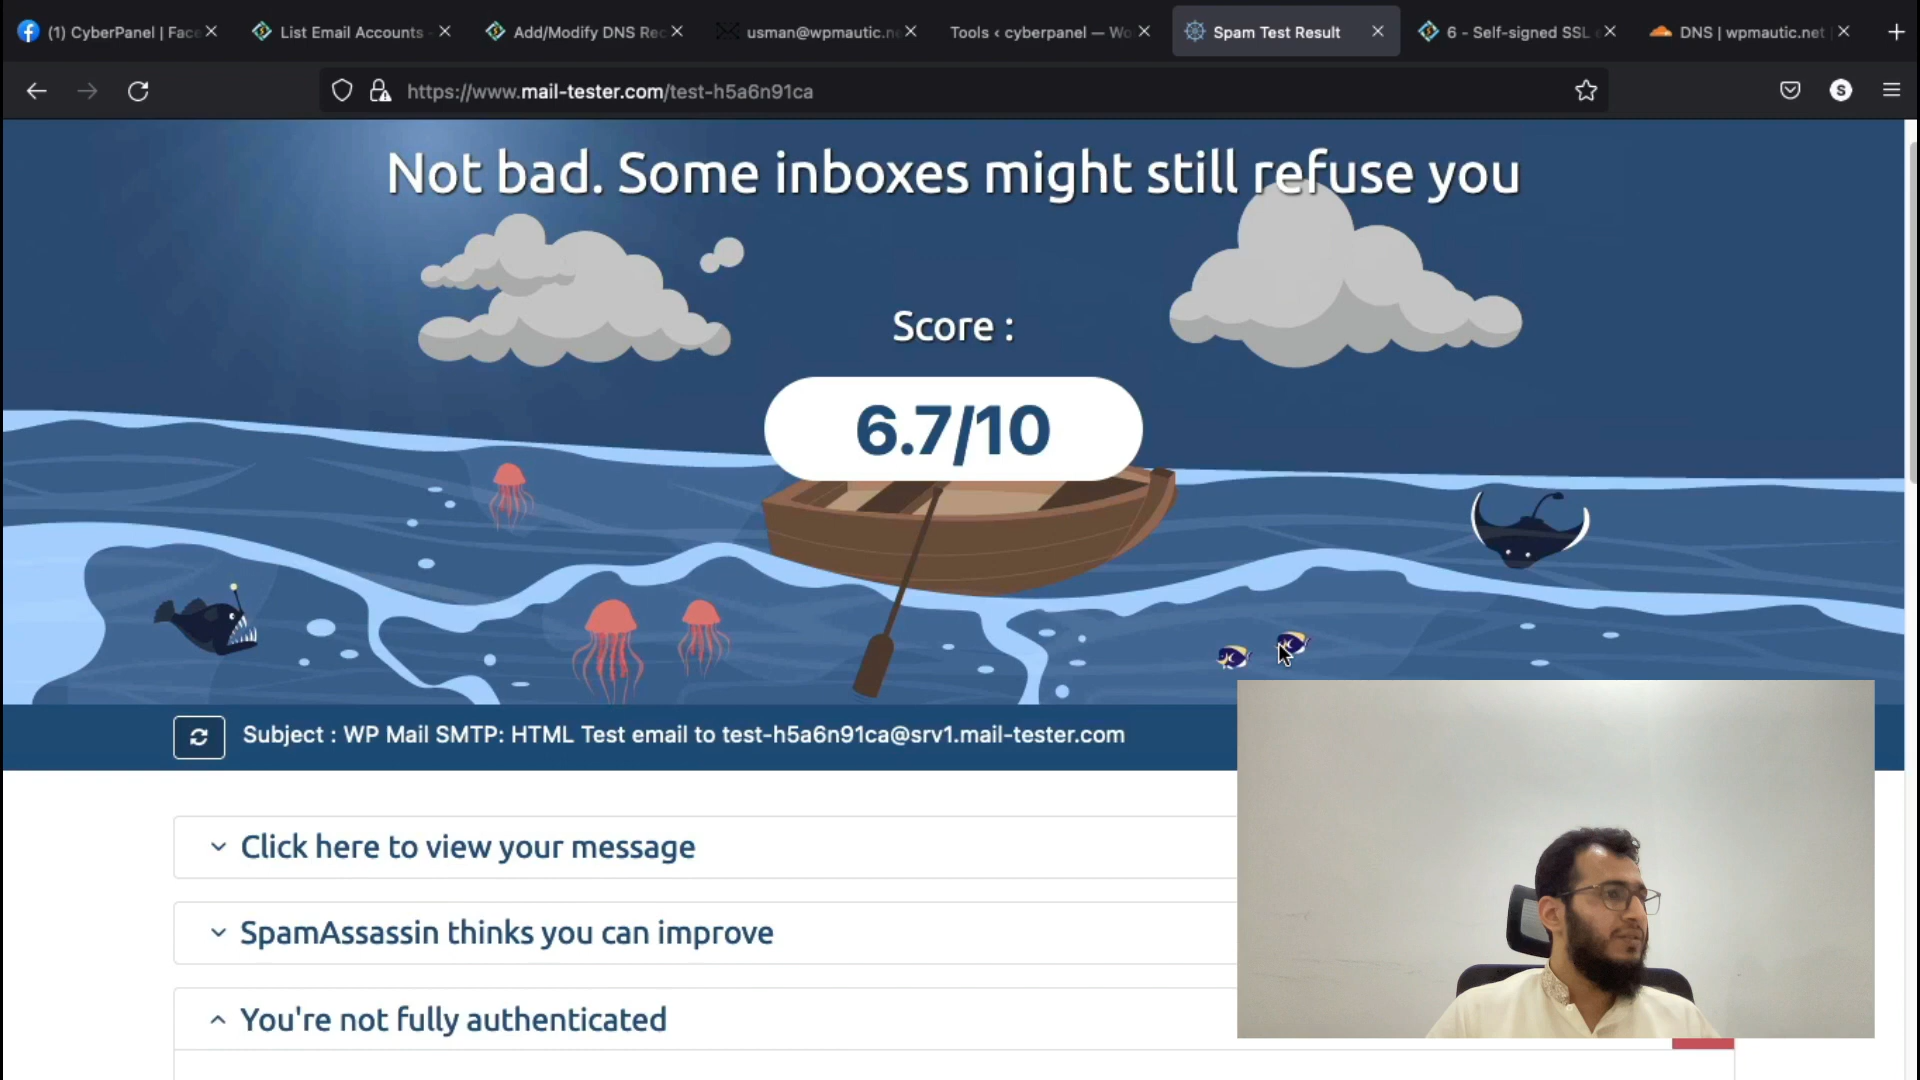 (1) CyberPanel | Face
List Email Accounts -
Add/Modify DNS Rec
usman@wpmautic.ne
Tools ‹ cyberpanel — Wo
Spam Test Result
6 - Self-signed SSL e
DNS | wpmautic.net |
https://www.mail-tester.com/test-h5a6n91ca
S
Not bad. Some inboxes might still refuse you
Score :
6.7/10
Subject : WP Mail SMTP: HTML Test email to test-h5a6n91ca@srv1.mail-tester.com
Click here to view your message
SpamAssassin thinks you can improve
You're not fully authenticated